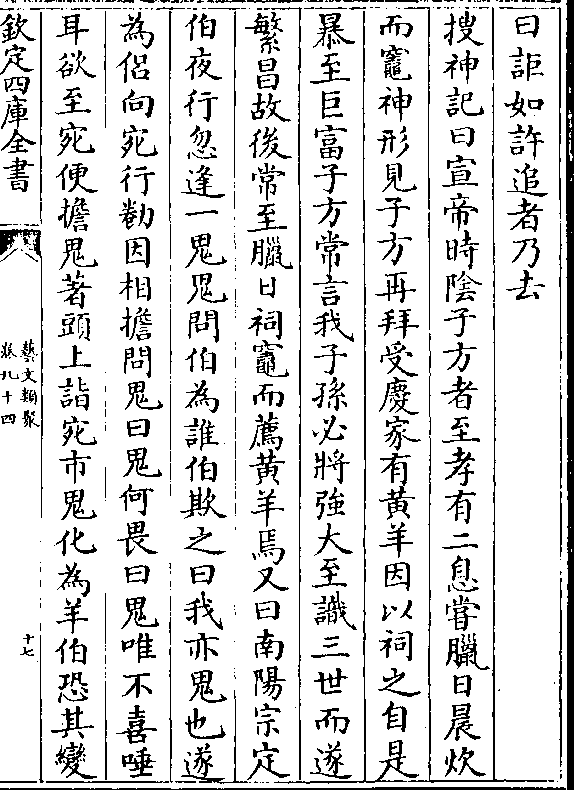 曰詎如許追者乃去
搜神記曰宣帝時陰子方者至孝有二息嘗臘日晨炊
而竈神形見子方再拜受慶家有黃羊因以祠之自是
暴至巨富子方常言我子孫必將強大至識三世而遂
繁昌故後常至臘日祠竈而薦黃羊焉又曰南陽宗定
伯夜行忽逢一鬼鬼問伯為誰伯欺之曰我亦鬼也遂
為侶向宛行勌因相擔問鬼曰鬼何畏曰鬼唯不喜唾
耳欲至宛便擔鬼著頭上詣宛市鬼化為羊伯恐其變
欽定四庫全書
藝文類聚
卷九十四
十七